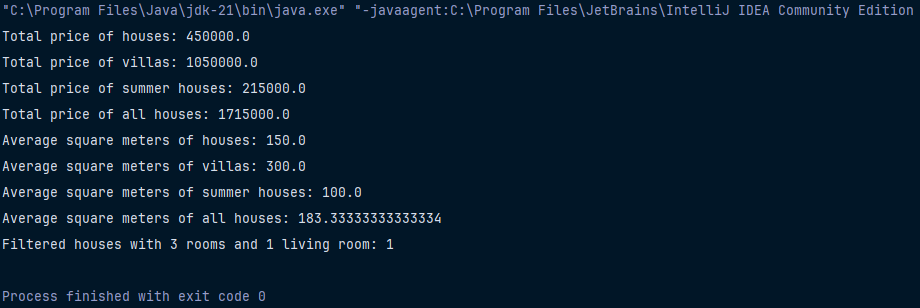 "C:\Program Files\Java\jdk-21\bin\java.exe" "-javaagent:C:\Program Files\JetBrains\IntelliJ IDEA Community Edition
Total price of houses: 450000.0
Total price of villas: 1050000.0
Total price of summer houses: 215000.0
Total price of all houses: 1715000.0
Average square meters of houses: 150.0
Average square meters of villas: 300.0
Average square meters of summer houses: 100.0
Average square meters of all houses: 183.33333333333334
Filtered houses with 3 rooms and 1 living room: 1
Process finished with exit code 0